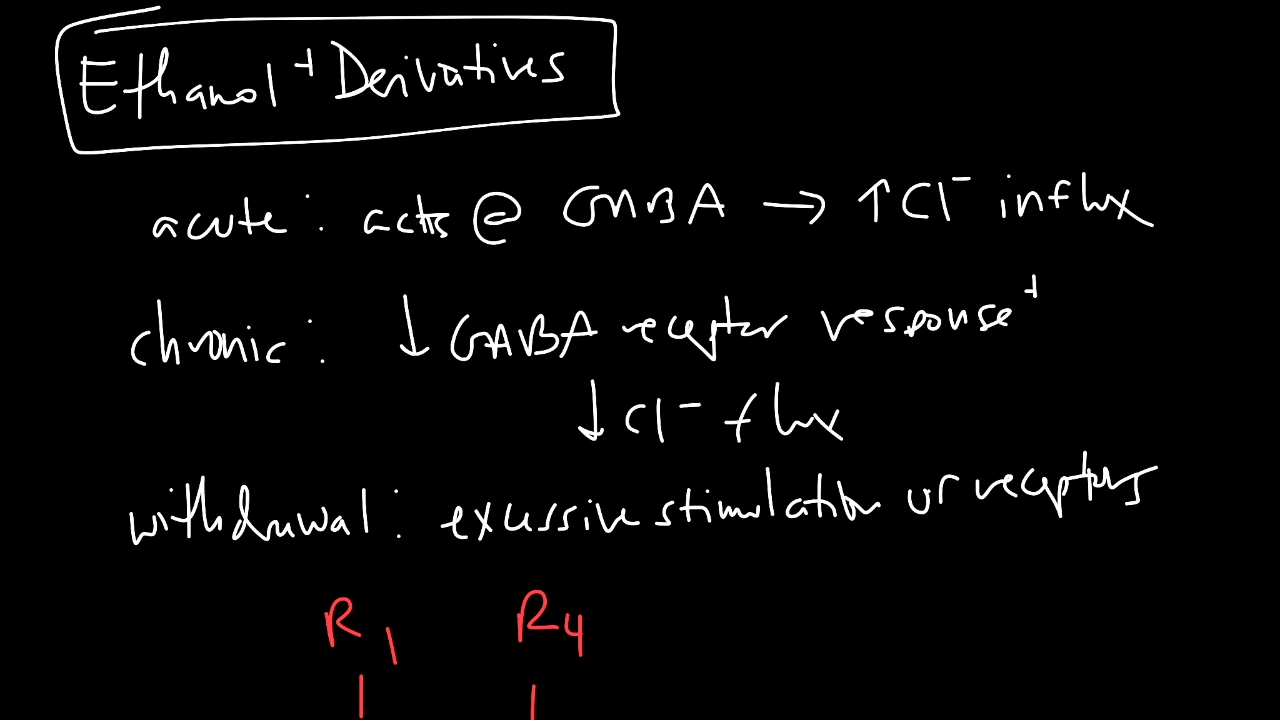 Ethanol + Derivatives
acute: acts @ GABA → ↑Cl⁻ influx
chronic: ↓ GABA receptor response +
↓ Cl⁻ flux
withdrawal: excessive stimulation of receptors
R1 R4